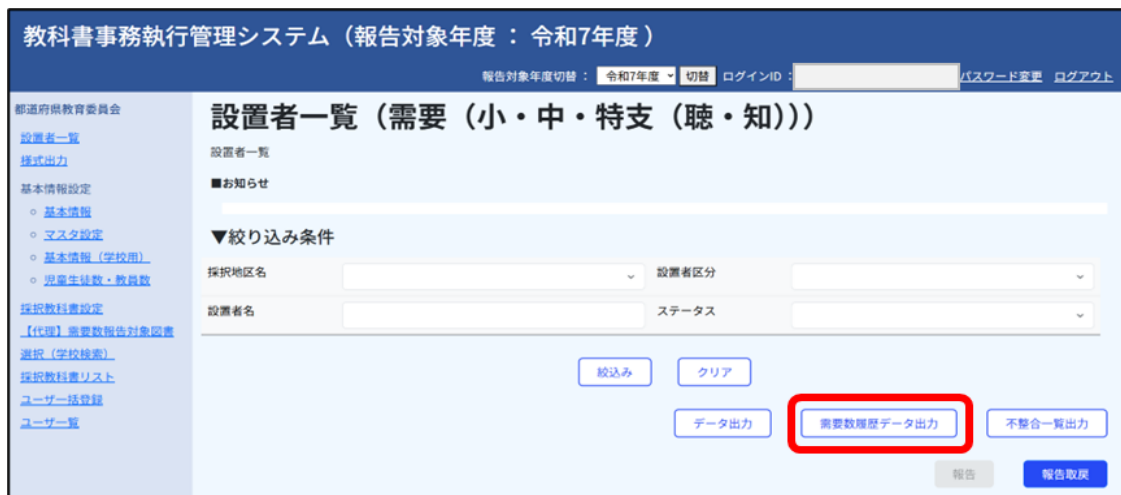 教科書事務執行管理システム（報告対象年度 ： 令和7年度 ）
報告対象年度切替： 令和7年度 切替 ログインID： パスワード変更 ログアウト
都道府県教育委員会
設置者一覧
様式出力
基本情報設定
基本情報
マスタ設定
基本情報（学校用）
児童生徒数・教員数
採択教科書設定
【代理】需要数報告対象図書
選択（学校検索）
採択教科書リスト
ユーザ一括登録
ユーザ一覧
設置者一覧（需要（小・中・特支（聴・知）））
設置者一覧
■お知らせ
▼絞り込み条件
採択地区名 設置者区分
設置者名 ステータス
絞込み クリア
データ出力 需要数履歴データ出力 不整合一覧出力
報告 報告取戻